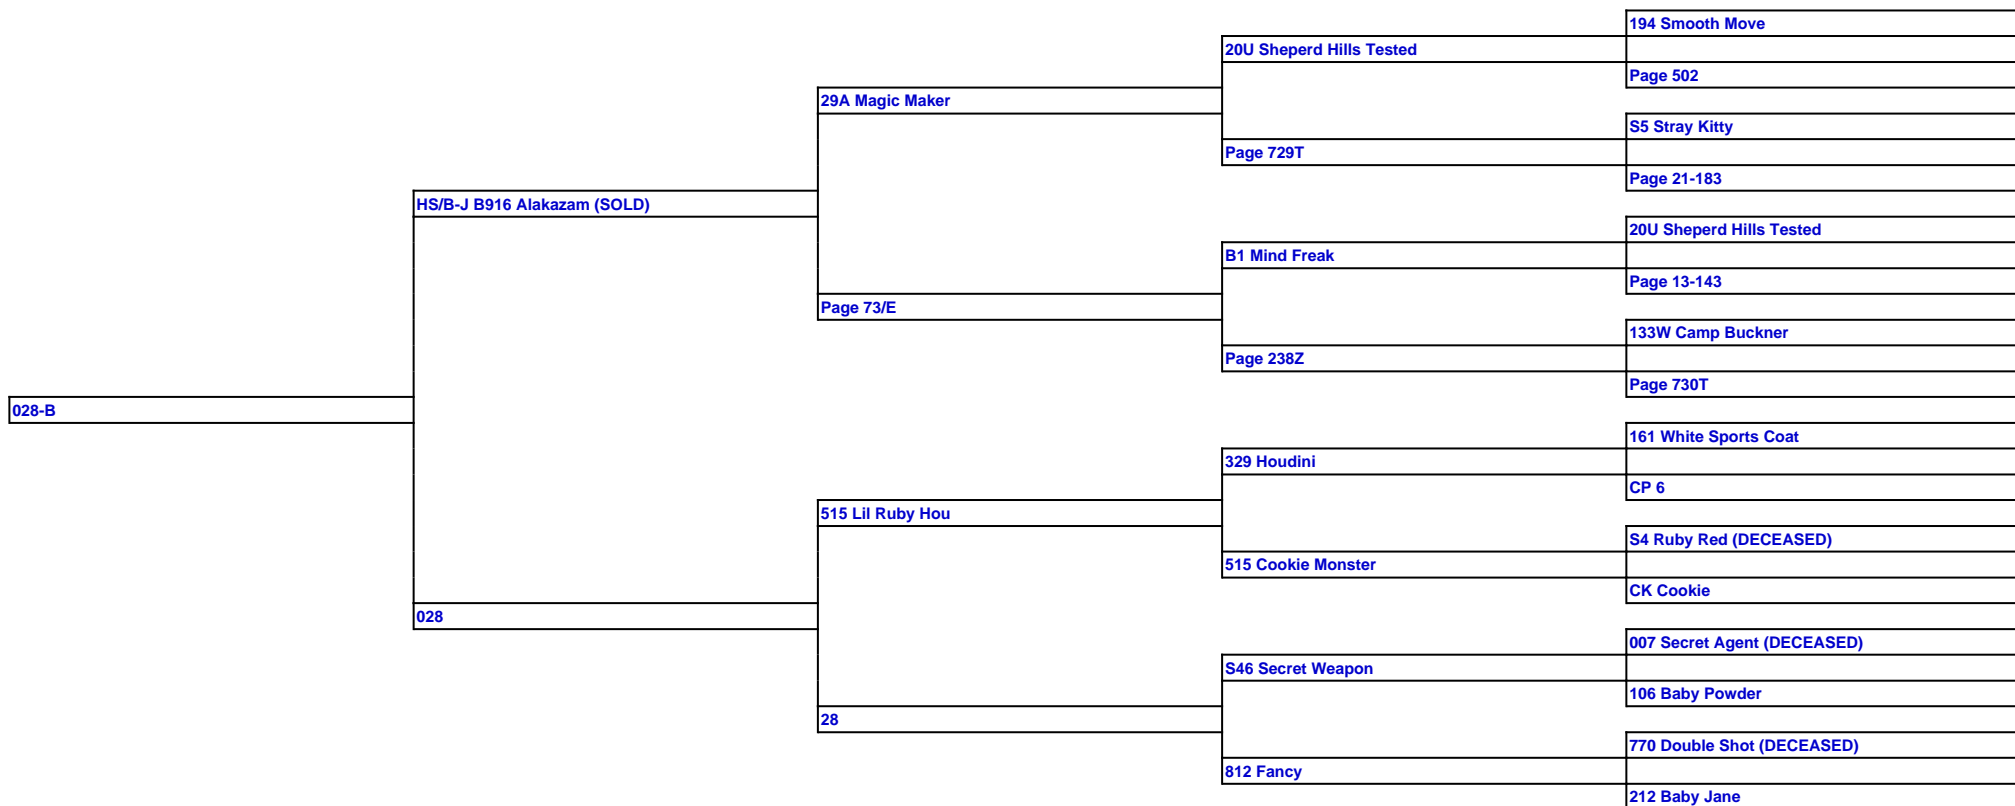 194 Smooth Move
20U Sheperd Hills Tested
Page 502
29A Magic Maker
S5 Stray Kitty
Page 729T
Page 21-183
HS/B-J B916 Alakazam (SOLD)
20U Sheperd Hills Tested
B1 Mind Freak
Page 13-143
Page 73/E
133W Camp Buckner
Page 238Z
Page 730T
028-B
161 White Sports Coat
329 Houdini
CP 6
515 Lil Ruby Hou
S4 Ruby Red (DECEASED)
515 Cookie Monster
CK Cookie
028
007 Secret Agent (DECEASED)
S46 Secret Weapon
106 Baby Powder
28
770 Double Shot (DECEASED)
812 Fancy
212 Baby Jane